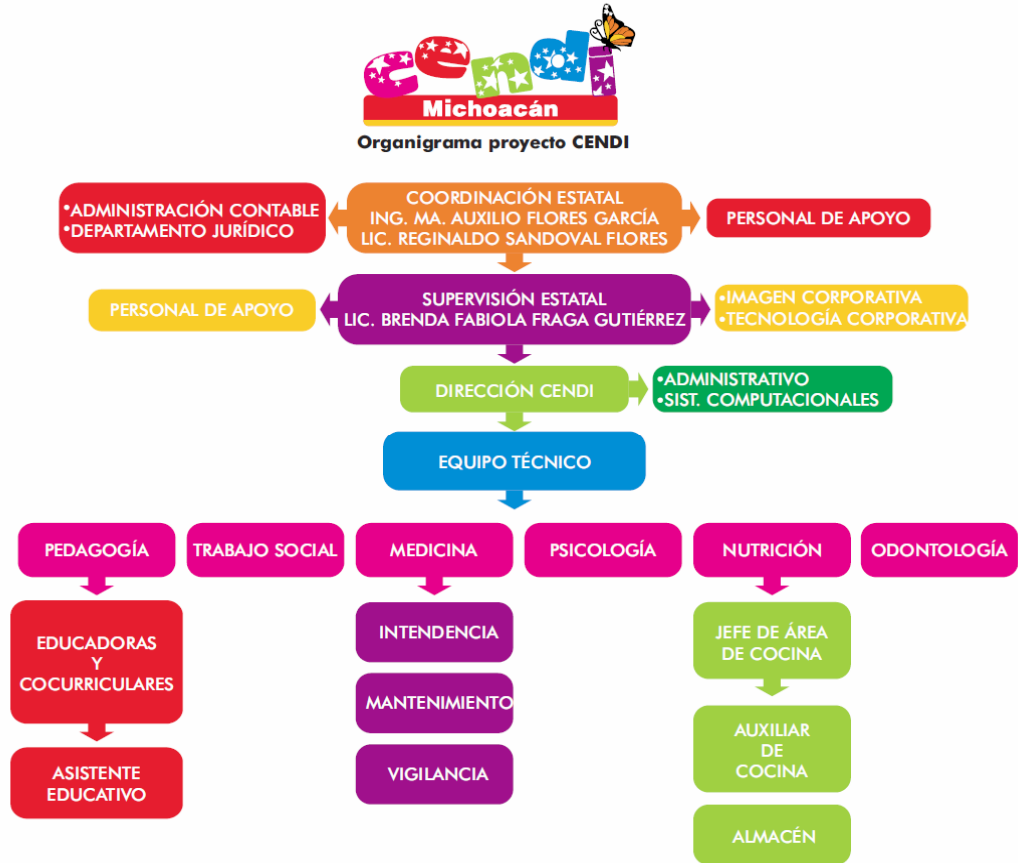 cendi
Michoacán
Organigrama proyecto CENDI
•ADMINISTRACIÓN CONTABLE
•DEPARTAMENTO JURÍDICO
COORDINACIÓN ESTATAL
ING. MA. AUXILIO FLORES GARCÍA
LIC. REGINALDO SANDOVAL FLORES
PERSONAL DE APOYO
PERSONAL DE APOYO
SUPERVISIÓN ESTATAL
LIC. BRENDA FABIOLA FRAGA GUTIÉRREZ
•IMAGEN CORPORATIVA
•TECNOLOGÍA CORPORATIVA
DIRECCIÓN CENDI
•ADMINISTRATIVO
•SIST. COMPUTACIONALES
EQUIPO TÉCNICO
PEDAGOGÍA
TRABAJO SOCIAL
MEDICINA
PSICOLOGÍA
NUTRICIÓN
ODONTOLOGÍA
EDUCADORAS
Y
COCURRICULARES
ASISTENTE
EDUCATIVO
INTENDENCIA
MANTENIMIENTO
VIGILANCIA
JEFE DE ÁREA
DE COCINA
AUXILIAR
DE
COCINA
ALMACÉN